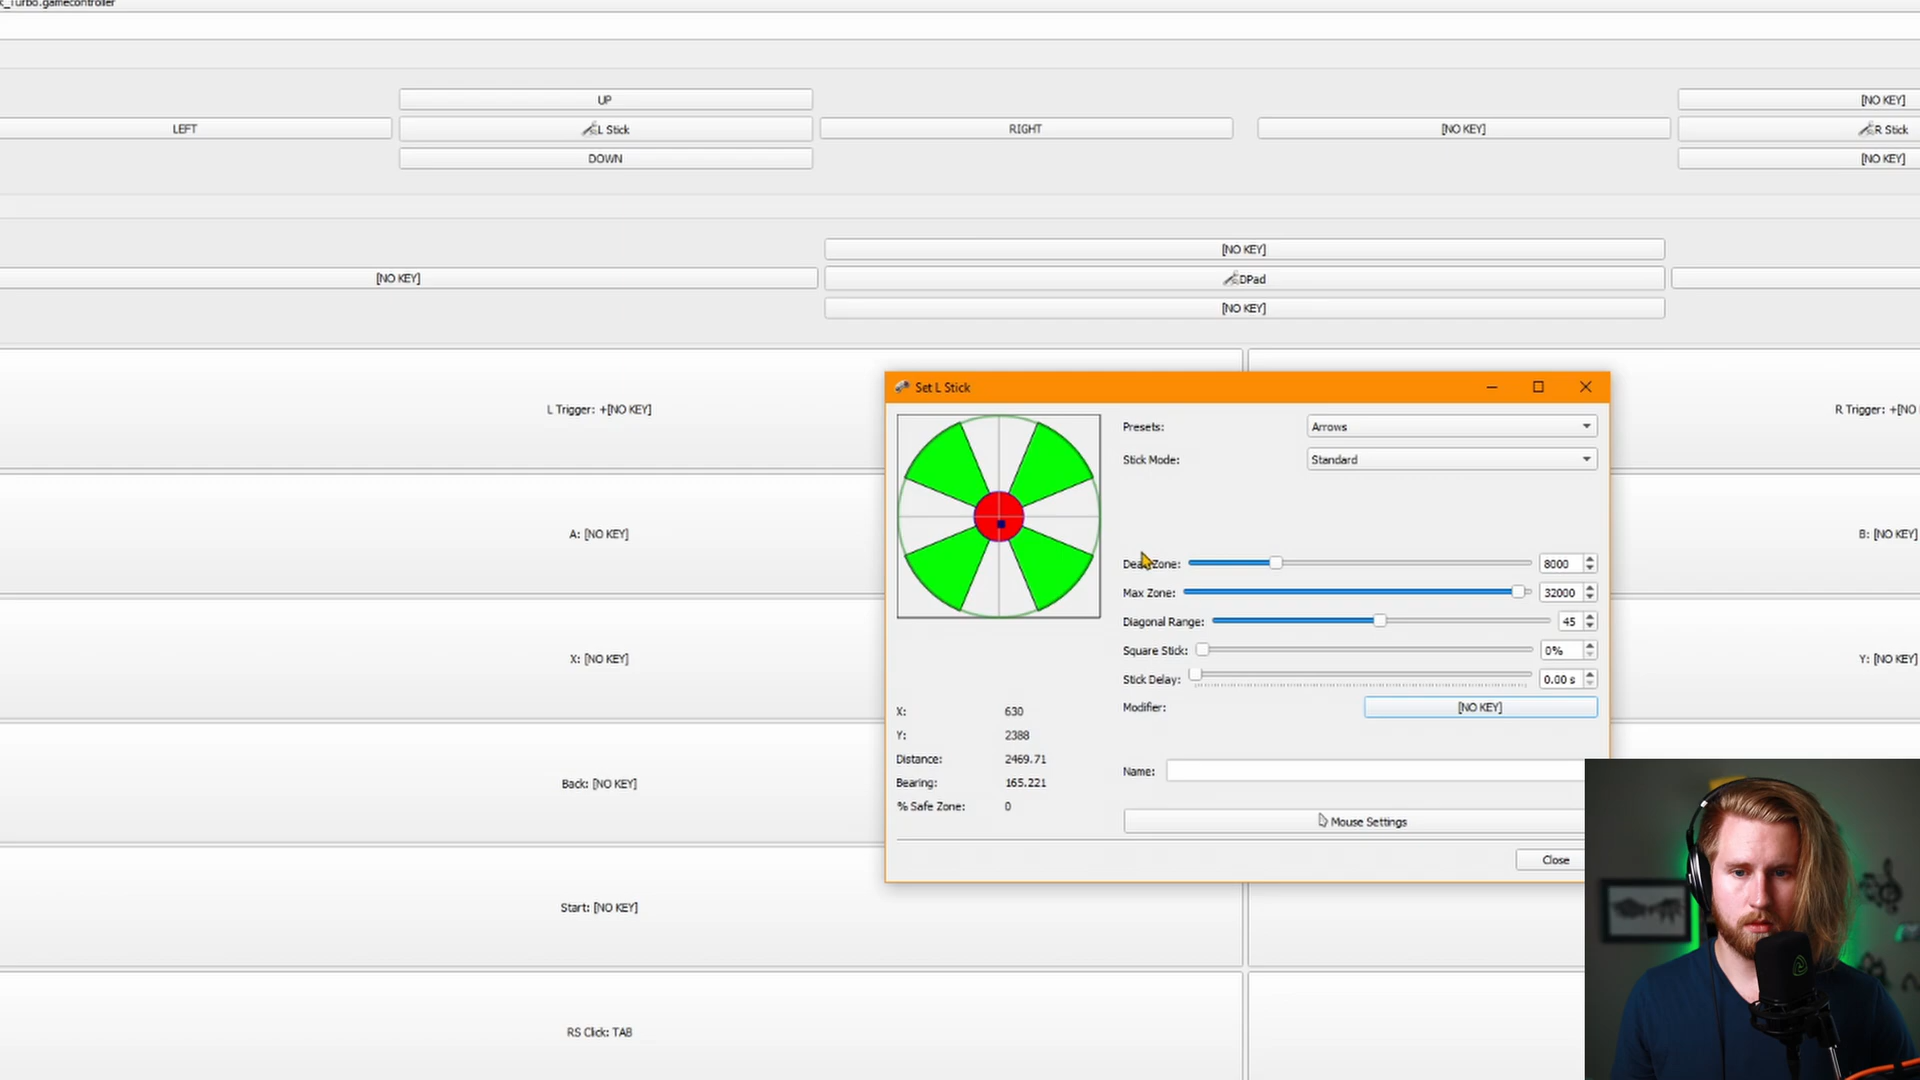 k_Turbo.gamecontroller
UP
[NO KEY]
LEFT
L Stick
RIGHT
[NO KEY]
R Stick
DOWN
[NO KEY]
[NO KEY]
[NO KEY]
DPad
[NO KEY]
Set L Stick
L Trigger: +[NO KEY]
R Trigger: +[NO
Presets:
Arrows
Stick Mode:
Standard
A: [NO KEY]
B: [NO KEY]
Dead Zone:
8000
Max Zone:
32000
Diagonal Range:
45
Square Stick:
0%
X: [NO KEY]
Y: [NO KEY]
Stick Delay:
0.00 s
Modifier:
[NO KEY]
X:
630
Y:
2388
Distance:
2469.71
Name:
Bearing:
165.221
Back: [NO KEY]
% Safe Zone:
0
Mouse Settings
Close
Start: [NO KEY]
RS Click: TAB